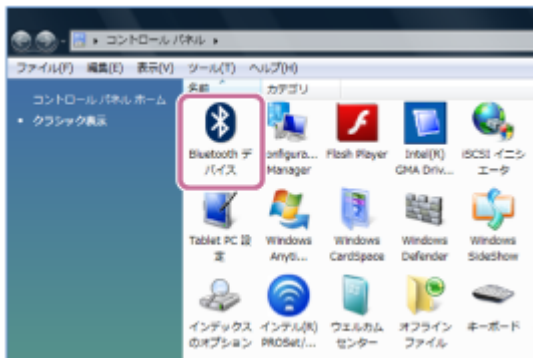 コントロール パネル
ファイル(F) 編集(E) 表示(V) ツール(T) ヘルプ(H)
コントロール パネル ホーム
クラシック表示
名前 カテゴリ
Bluetooth デ
バイス
onfigura...
Manager
Flash Player
Intel(R)
GMA Driv...
iSCSI イニシ
エータ
Tablet PC 設
定
Windows
Anyti...
Windows
CardSpace
Windows
Defender
Windows
SideShow
インデックス
のオプション
インテル(R)
PROSet/...
ウエルカム
センター
オフライン
ファイル
キーボード